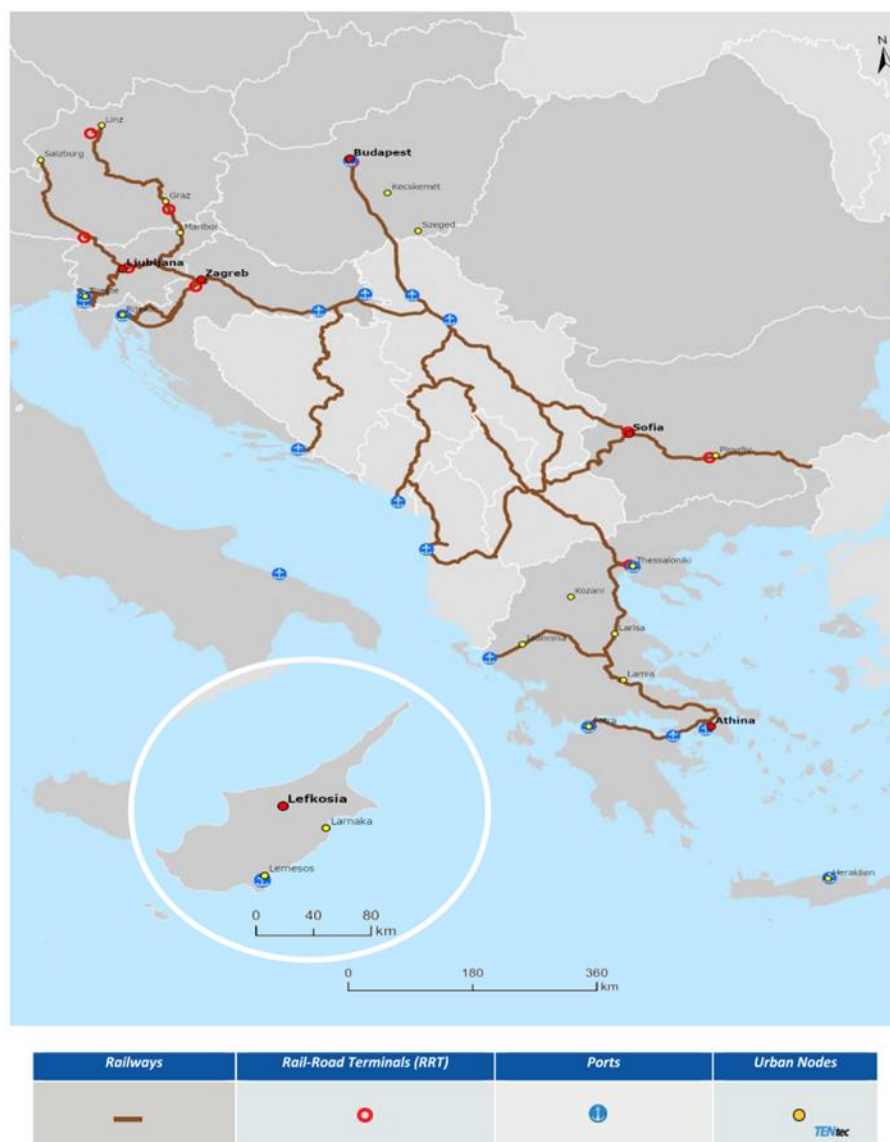 N
Linz
Salzburg
Budapest
Kecskemét
Graz
Szeged
Maribor
Ljubljana
Zagreb
Sofia
Plovdiv
Thessaloniki
Kozani
Larisa
Ioannina
Lamia
Patra
Athina
Lefkosia
Larnaka
Lemesos
Heraklion
0 40 80
km
0 180 360
km
Railways Rail-Road Terminals (RRT) Ports Urban Nodes
TENtec